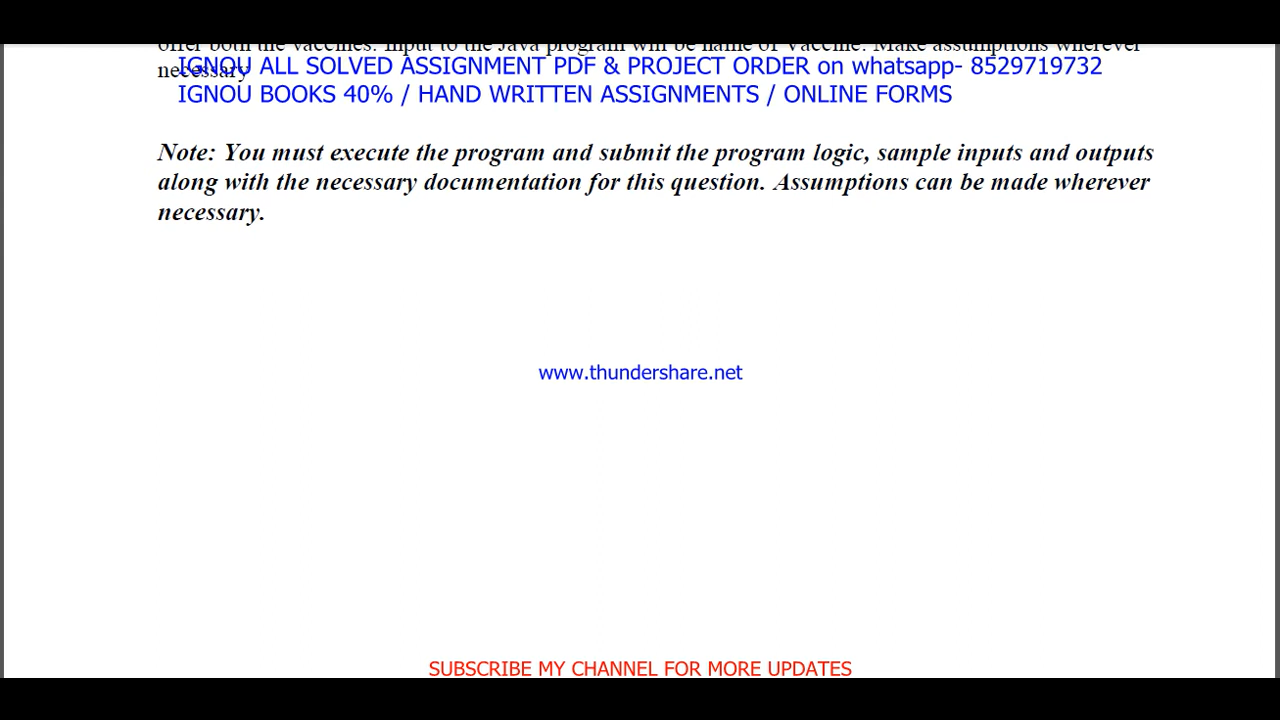 offer both the vaccines. Input to the Java program will be name of Vaccine. Make assumptions wherever
necessary
IGNOU ALL SOLVED ASSIGNMENT PDF & PROJECT ORDER on whatsapp- 8529719732
IGNOU BOOKS 40% / HAND WRITTEN ASSIGNMENTS / ONLINE FORMS
Note: You must execute the program and submit the program logic, sample inputs and outputs
along with the necessary documentation for this question. Assumptions can be made wherever
necessary.
www.thundershare.net
SUBSCRIBE MY CHANNEL FOR MORE UPDATES